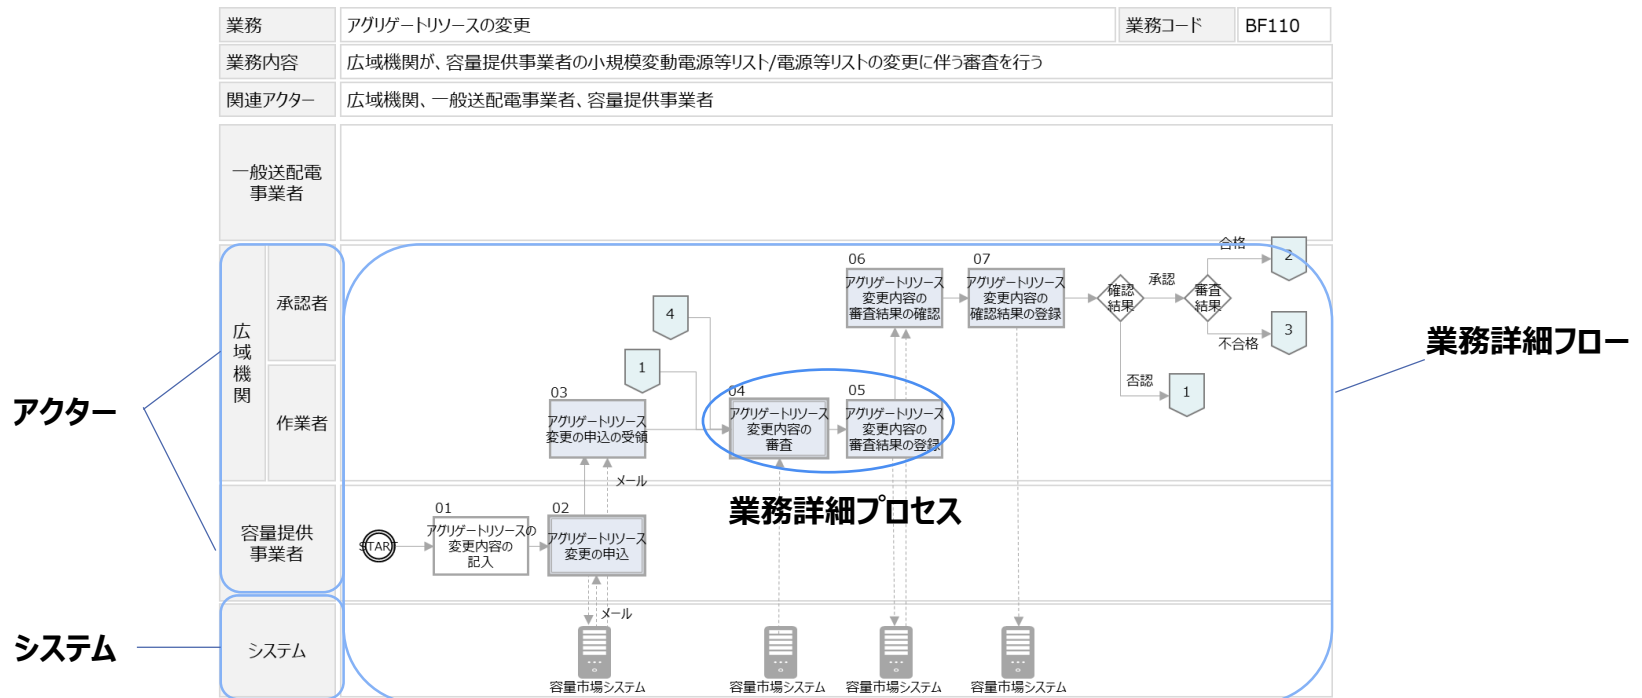 業務
アグリゲートリソースの変更
業務コード
BF110
業務内容
広域機関が、容量提供事業者の小規模変動電源等リスト/電源等リストの変更に伴う審査を行う
関連アクター
広域機関、一般送配電事業者、容量提供事業者
一般送配電
事業者
広域機関
承認者
作業者
06
アグリゲートリソース
変更内容の
審査結果の確認
07
アグリゲートリソース
変更内容の
確認結果の登録
確認
結果
承認
審査
結果
合格
2
不合格
3
否認
1
4
1
03
アグリゲートリソース
変更の申込の受領
04
アグリゲートリソース
変更内容の
審査
05
アグリゲートリソース
変更内容の
審査結果の登録
メール
業務詳細プロセス
業務詳細フロー
アクター
容量提供
事業者
START
01
アグリゲートリソースの
変更内容の
記入
02
アグリゲートリソース
変更の申込
メール
システム
システム
容量市場システム
容量市場システム
容量市場システム
容量市場システム